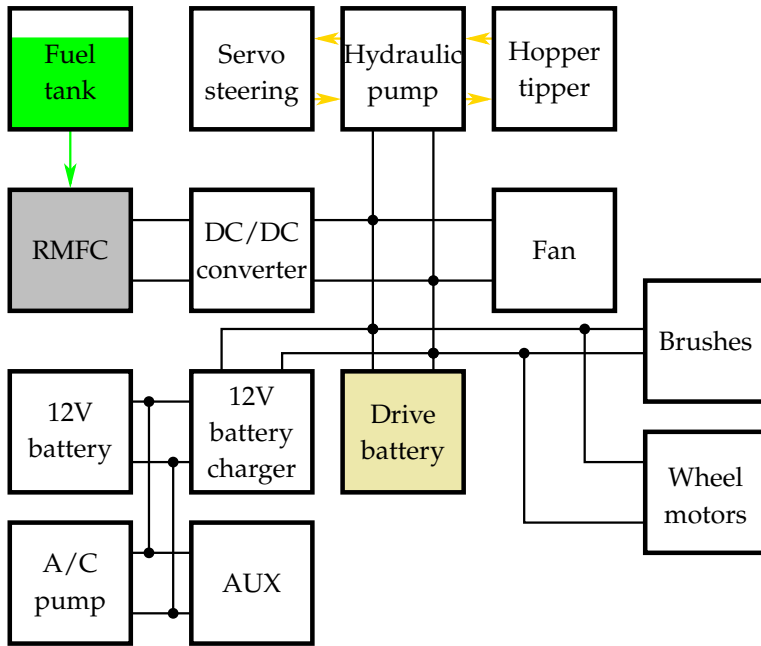 Fuel
tank
Servo
steering
Hydraulic
pump
Hopper
tipper
RMFC
DC/DC
converter
Fan
Brushes
12V
battery
12V
battery
charger
Drive
battery
Wheel
motors
A/C
pump
AUX